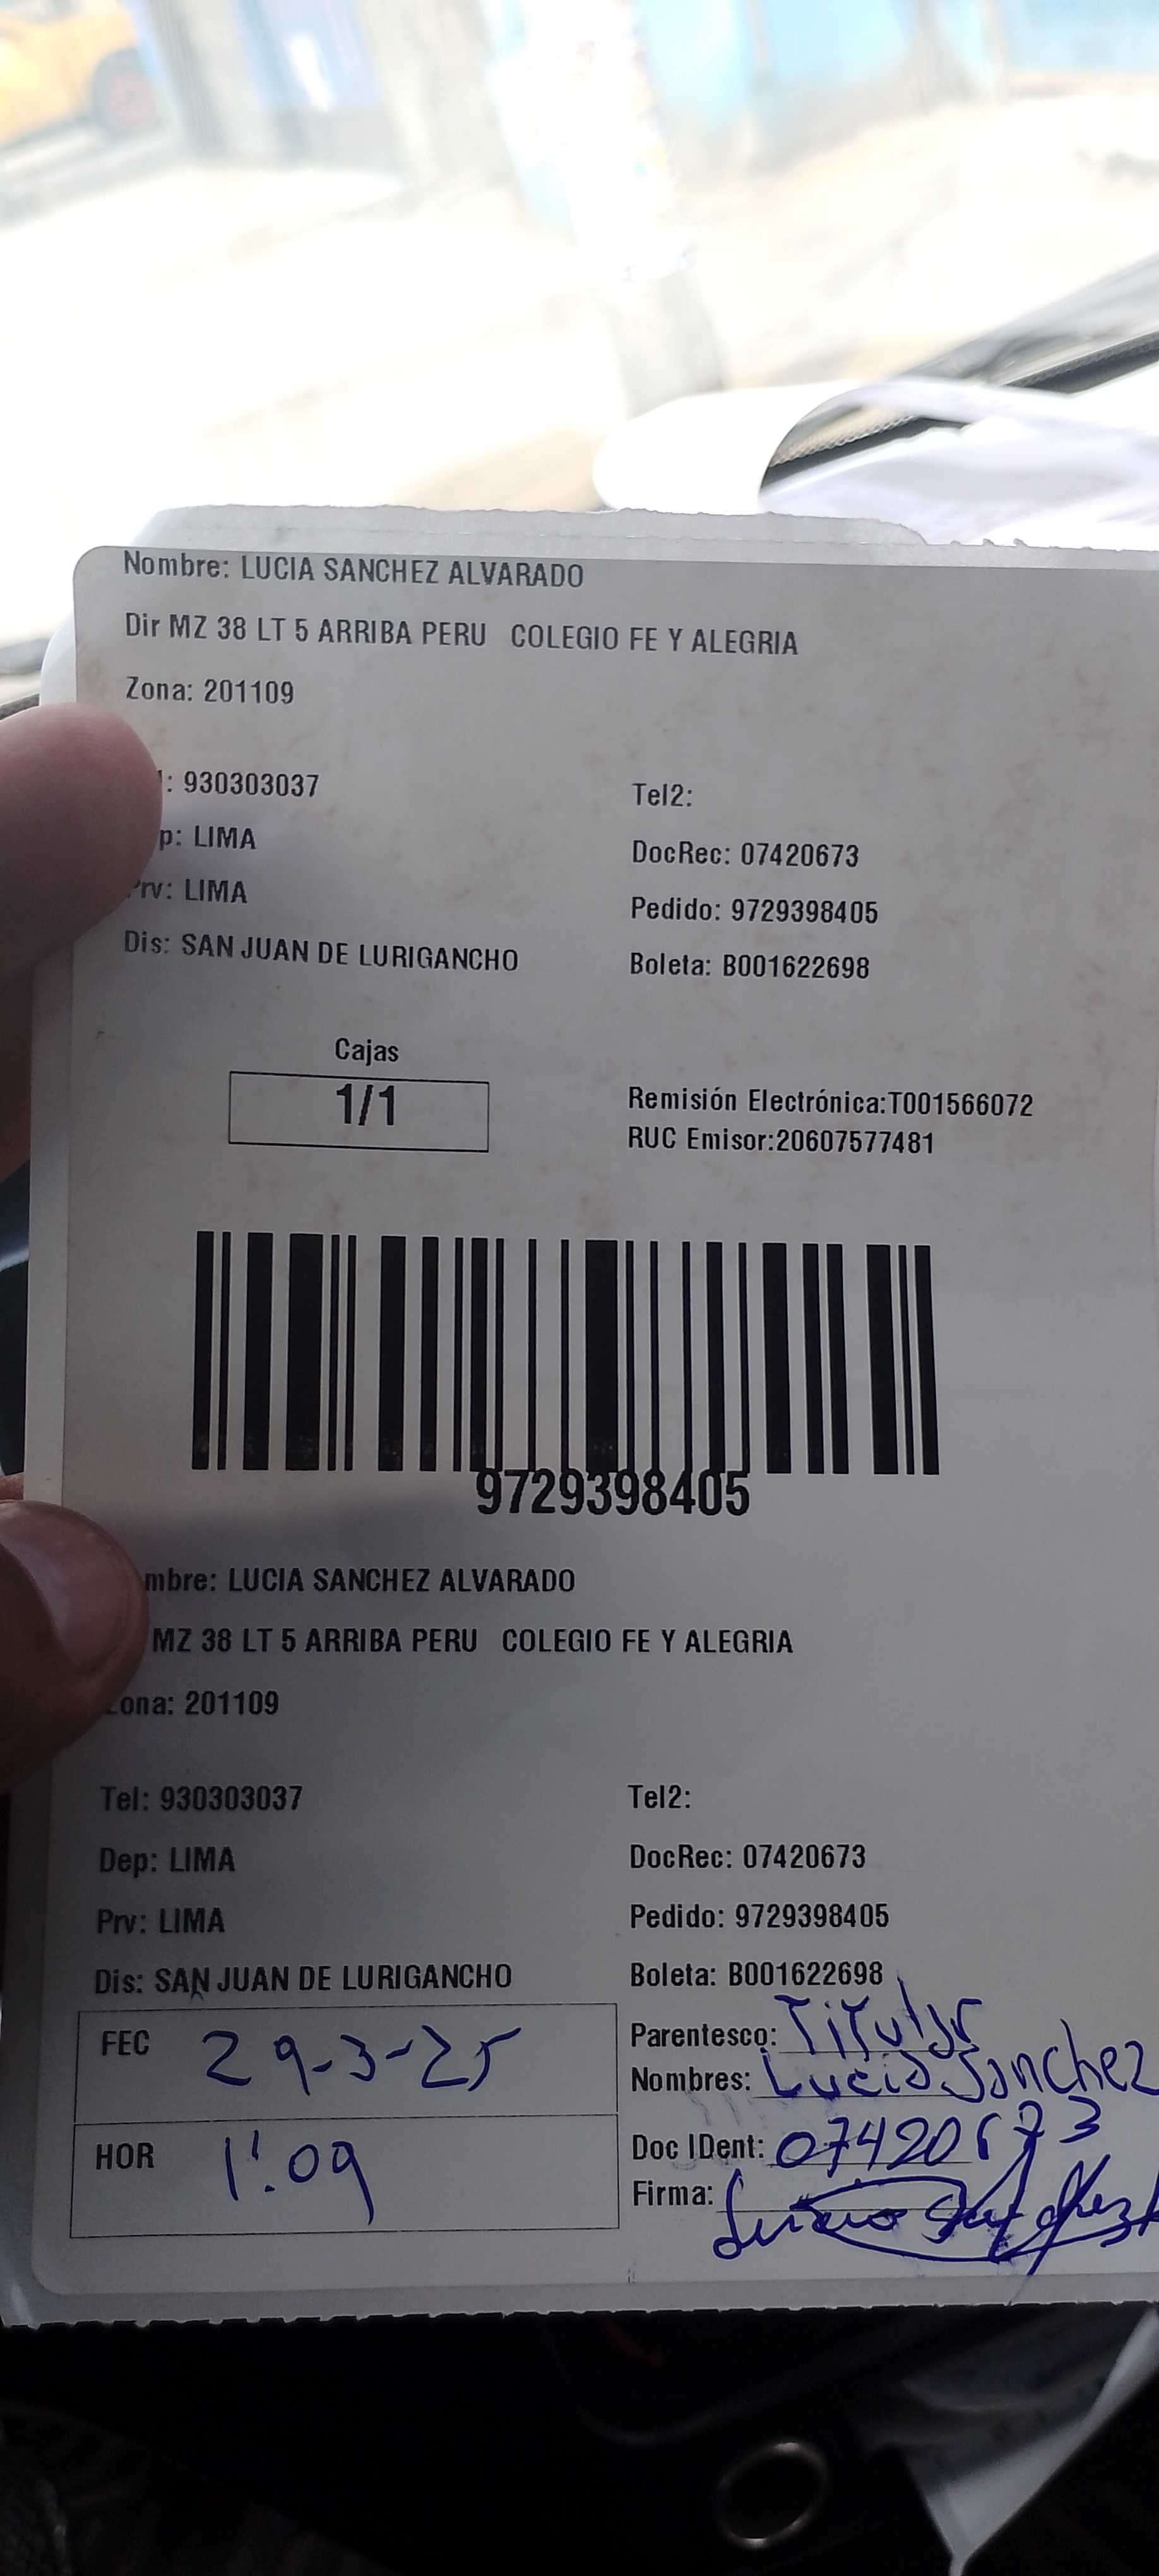 Nombre: LUCIA SANCHEZ ALVARADO
Dir MZ 38 LT 5 ARRIBA PERU COLEGIO FE Y ALEGRIA
Zona: 201109
: 930303037 Tel2:
p: LIMA DocRec: 07420673
Prv: LIMA Pedido: 9729398405
Dis: SAN JUAN DE LURIGANCHO Boleta: B001622698
Cajas
1/1
Remisión Electrónica:T001566072
RUC Emisor:20607577481
9729398405
mbre: LUCIA SANCHEZ ALVARADO
MZ 38 LT 5 ARRIBA PERU COLEGIO FE Y ALEGRIA
Zona: 201109
Tel: 930303037 Tel2:
Dep: LIMA DocRec: 07420673
Prv: LIMA Pedido: 9729398405
Dis: SAN JUAN DE LURIGANCHO Boleta: B001622698
FEC 29-3-25
HOR 1:09
Parentesco: Titular
Nombres: Lucia Sanchez
Doc IDent: 07420673
Firma: